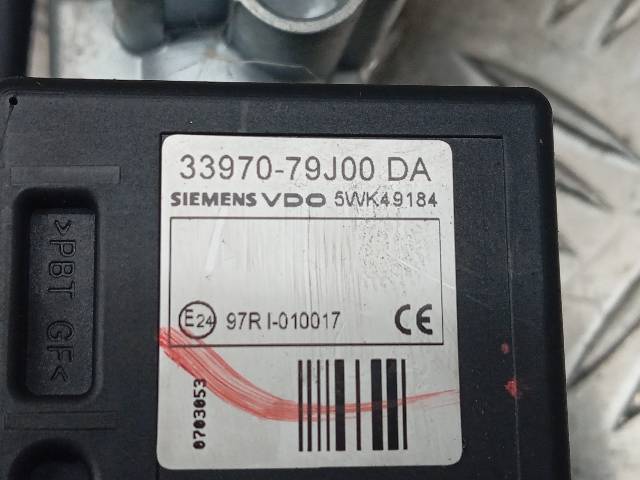 33970-79J00 DA
SIEMENS VDO 5WK49184
E24 97R I-010017 CE
0703053
>PBT GF<